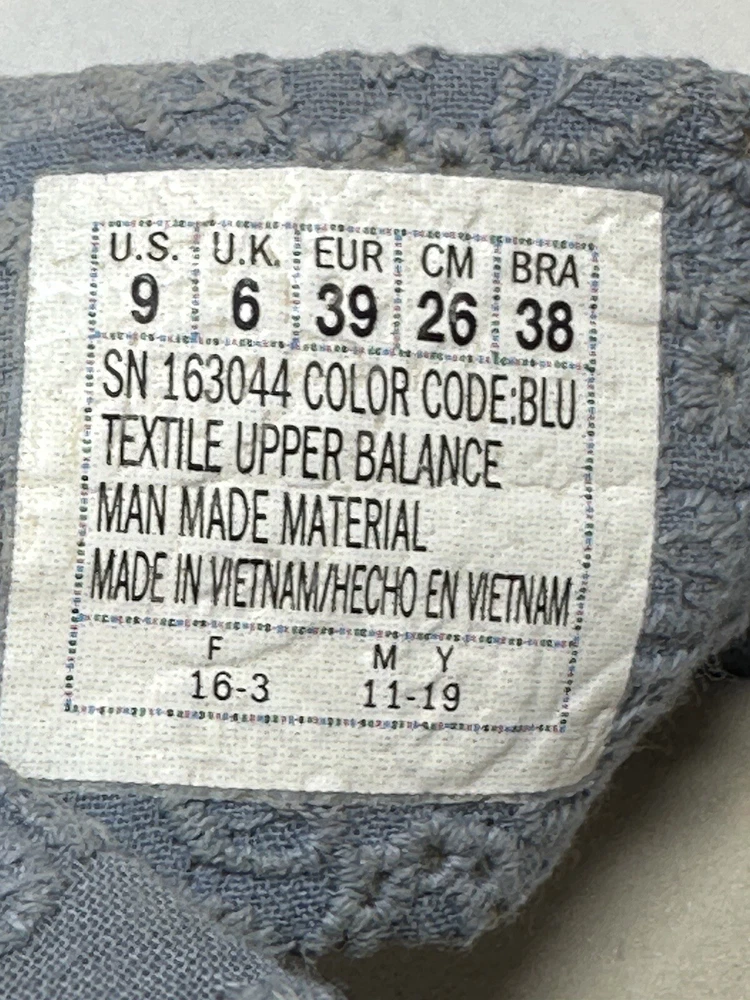 U.S. U.K. EUR CM BRA
9 6 39 26 38
SN 163044 COLOR CODE:BLU
TEXTILE UPPER BALANCE
MAN MADE MATERIAL
MADE IN VIETNAM/HECHO EN VIETNAM
F M Y
16-3 11-19